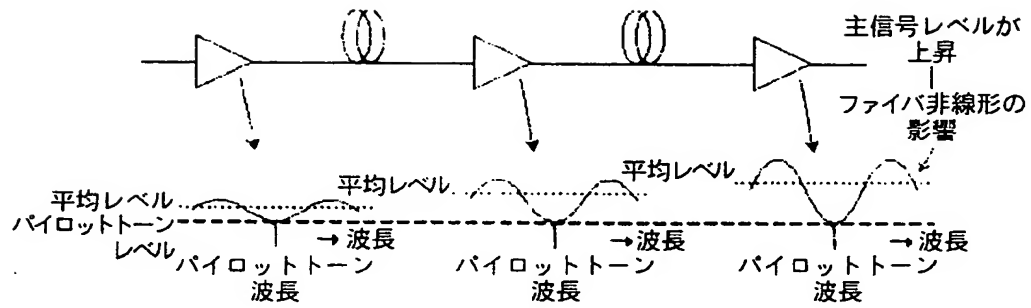 主信号レベルが
上昇
ファイバ非線形の
影響
平均レベル
平均レベル
平均レベル
パイロットトーン
レベル
→波長
→波長
→波長
パイロットトーン
波長
パイロットトーン
波長
パイロットトーン
波長